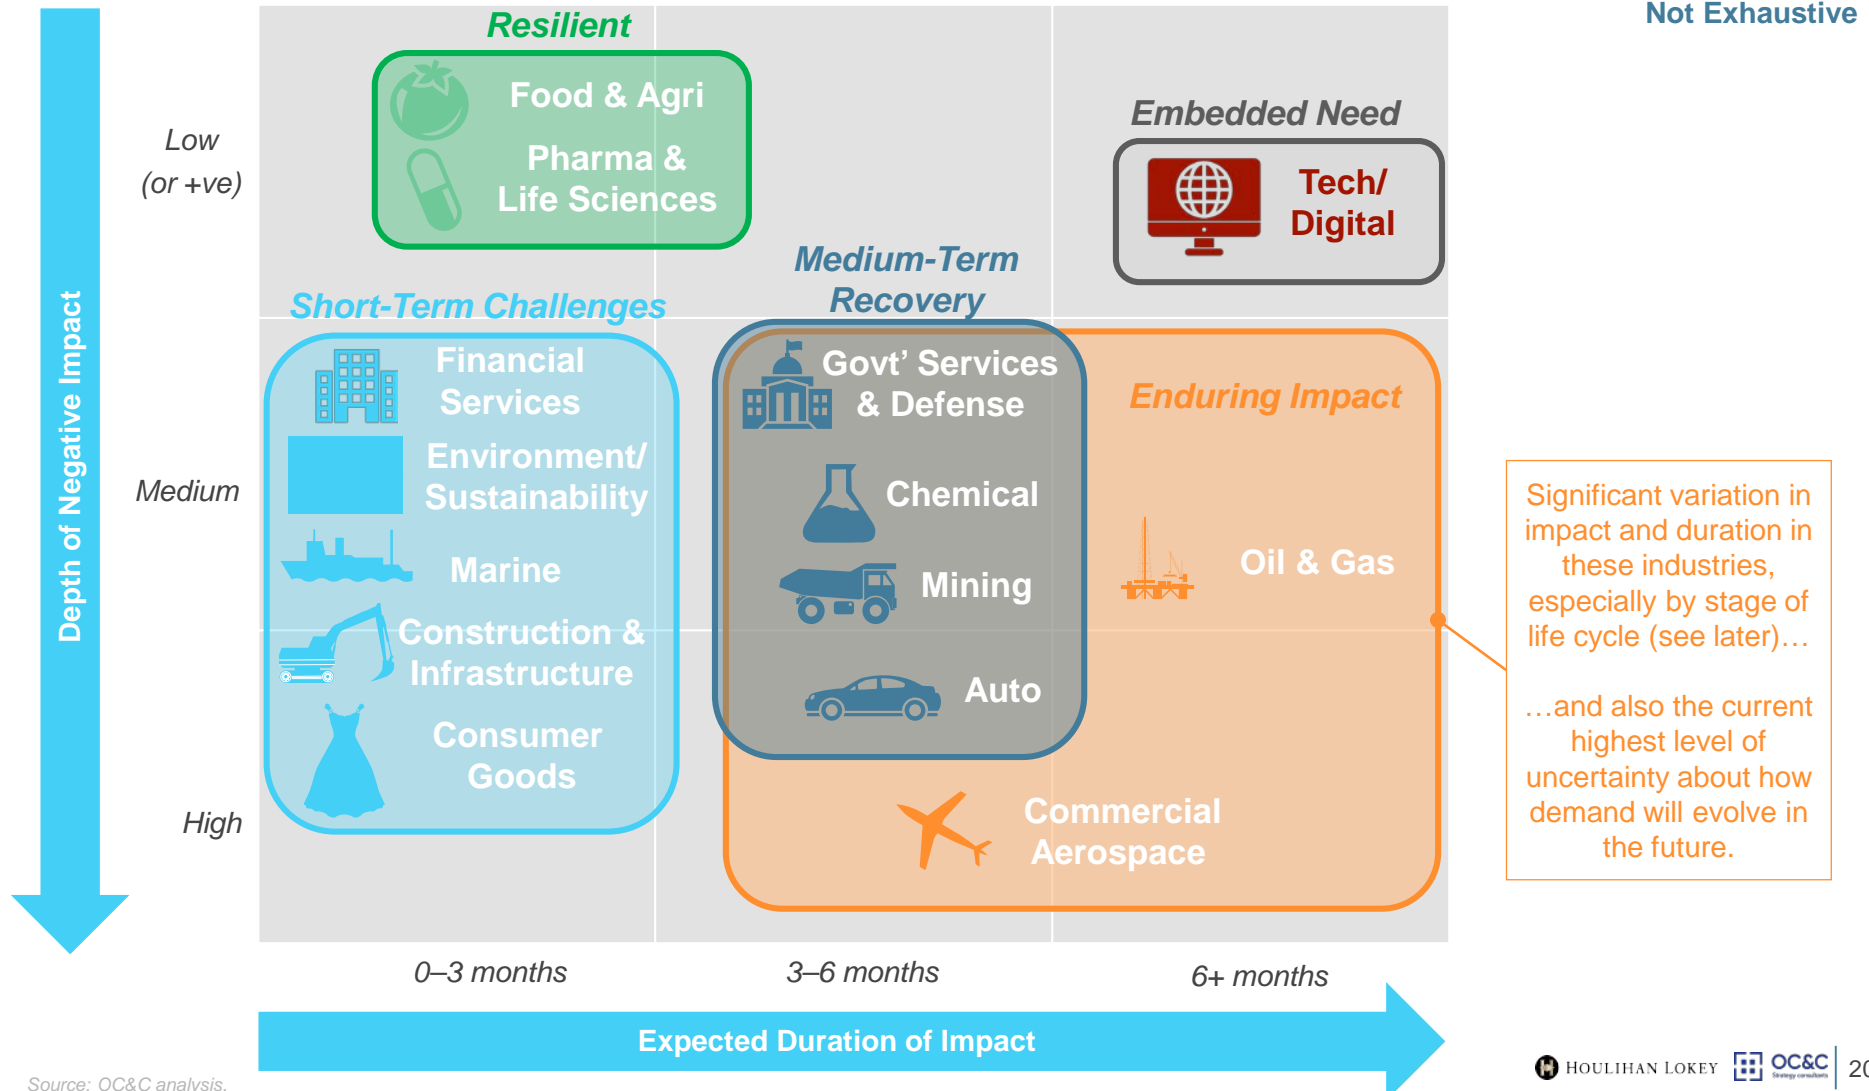 Not Exhaustive
Resilient
Food & Agri
Pharma &
Life Sciences
Embedded Need
Tech/
Digital
Low
(or +ve)
Medium
High
Depth of Negative Impact
Short-Term Challenges
Financial
Services
Environment/
Sustainability
Marine
Construction &
Infrastructure
Consumer
Goods
Medium-Term
Recovery
Govt’ Services
& Defense
Chemical
Mining
Auto
Enduring Impact
Oil & Gas
Commercial
Aerospace
Significant variation in
impact and duration in
these industries,
especially by stage of
life cycle (see later)…
…and also the current
highest level of
uncertainty about how
demand will evolve in
the future.
0–3 months
3–6 months
6+ months
Expected Duration of Impact
Source: OC&C analysis.
HOULIHAN LOKEY
OC&C
Strategy consultants